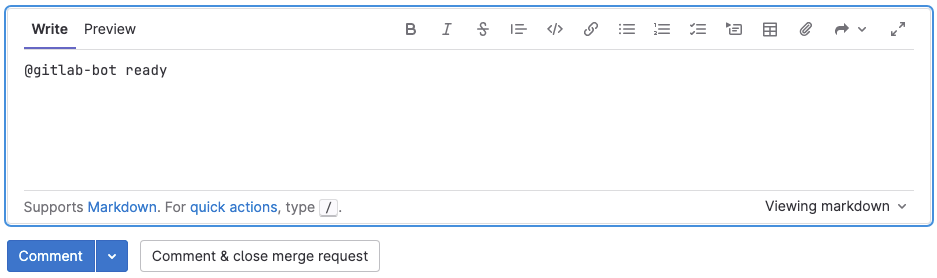 Write Preview
@gitlab-bot ready
Supports Markdown. For quick actions, type /.
Viewing markdown
Comment
Comment & close merge request